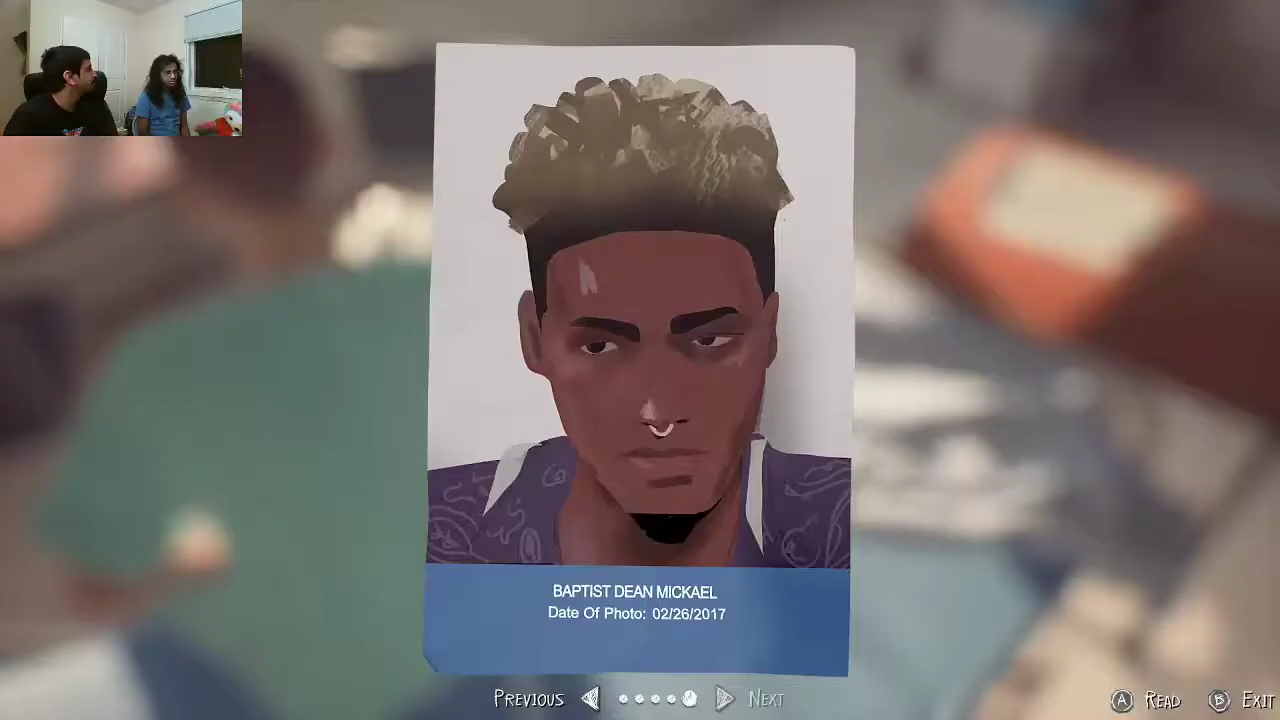 BAPTIST DEAN MICKAEL
Date Of Photo: 02/26/2017
PREVIOUS NEXT
A READ B EXIT